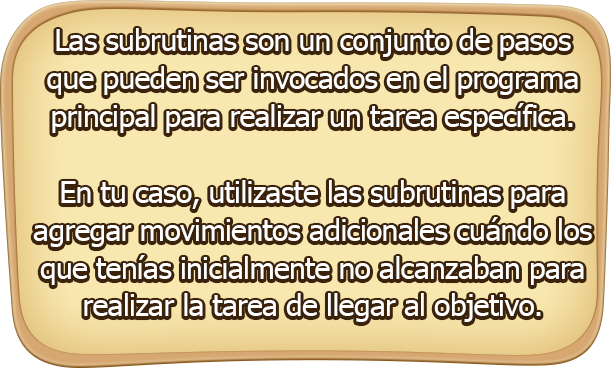 Las subrutinas son un conjunto de pasos
que pueden ser invocados en el programa
principal para realizar un tarea específica.
En tu caso, utilizaste las subrutinas para
agregar movimientos adicionales cuándo los
que tenías inicialmente no alcanzaban para
realizar la tarea de llegar al objetivo.